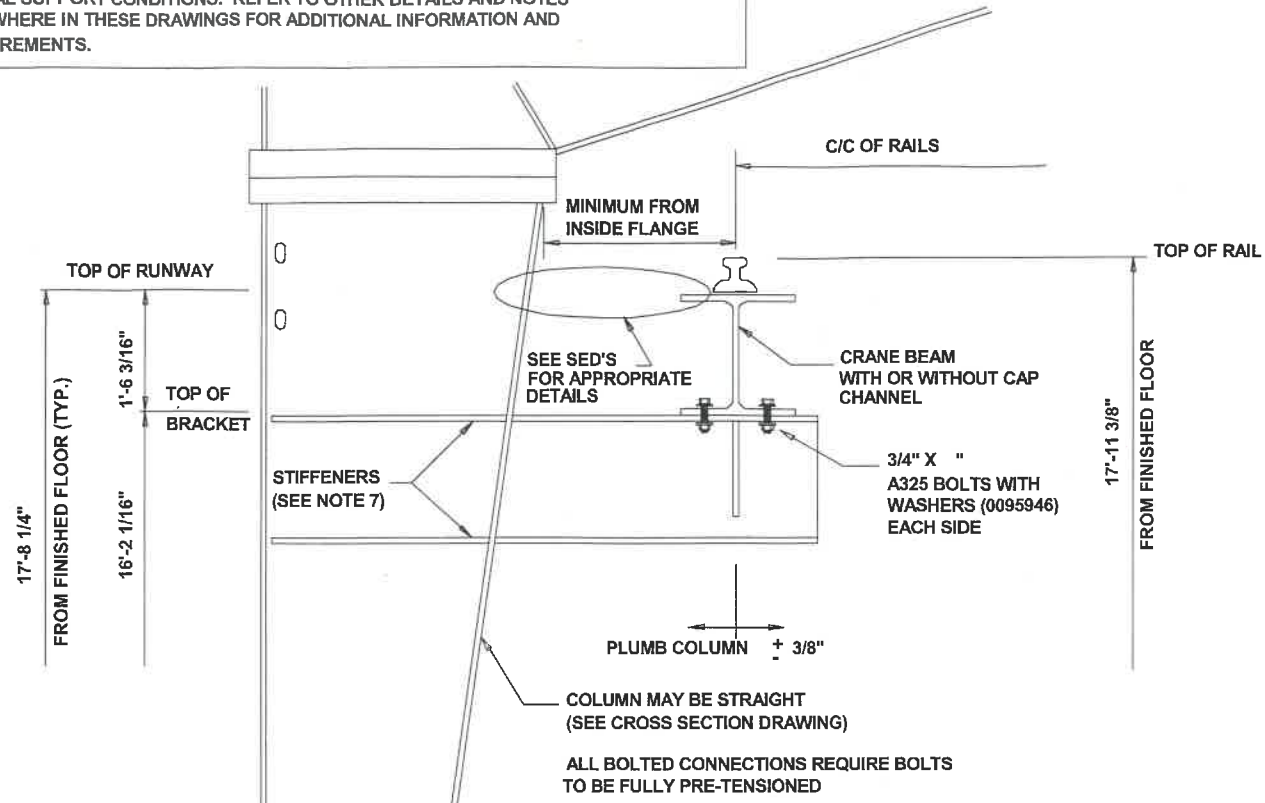 AL SUPPORT CONDITIONS. REFER TO OTHER DETAILS AND NOTES
WHERE IN THESE DRAWINGS FOR ADDITIONAL INFORMATION AND
REMENTS.
C/C OF RAILS
MINIMUM FROM
INSIDE FLANGE
TOP OF RAIL
TOP OF RUNWAY
SEE SED'S
FOR APPROPRIATE
DETAILS
CRANE BEAM
WITH OR WITHOUT CAP
CHANNEL
1'-6 3/16"
TOP OF
BRACKET
STIFFENERS
(SEE NOTE 7)
3/4" X "
A325 BOLTS WITH
WASHERS (0095946)
EACH SIDE
17'-8 1/4"
FROM FINISHED FLOOR (TYP.)
16'-2 1/16"
17'-11 3/8"
FROM FINISHED FLOOR
PLUMB COLUMN + - 3/8"
COLUMN MAY BE STRAIGHT
(SEE CROSS SECTION DRAWING)
ALL BOLTED CONNECTIONS REQUIRE BOLTS
TO BE FULLY PRE-TENSIONED